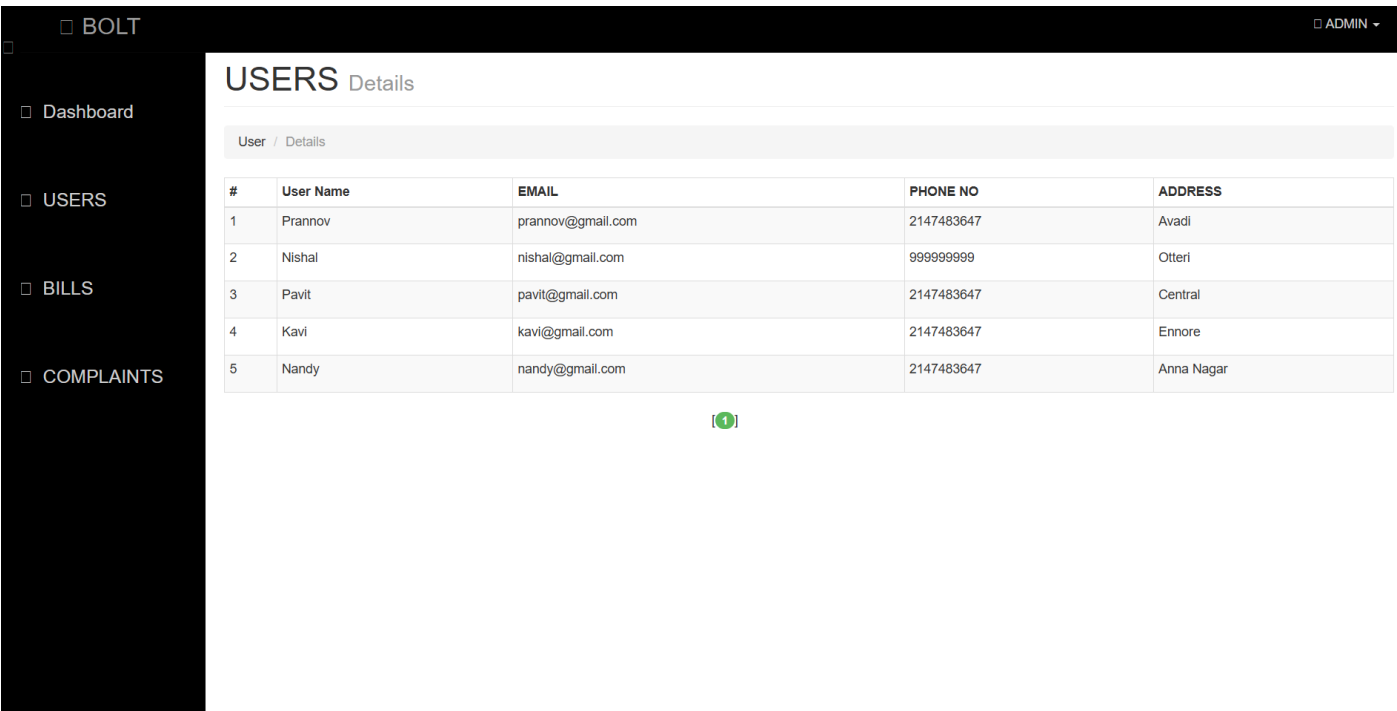 BOLT
ADMIN
USERS Details
Dashboard
User / Details
# User Name EMAIL PHONE NO ADDRESS
1 Prannov prannov@gmail.com 2147483647 Avadi
USERS
2 Nishal nishal@gmail.com 999999999 Otteri
BILLS
3 Pavit pavit@gmail.com 2147483647 Central
4 Kavi kavi@gmail.com 2147483647 Ennore
COMPLAINTS
5 Nandy nandy@gmail.com 2147483647 Anna Nagar
[1]